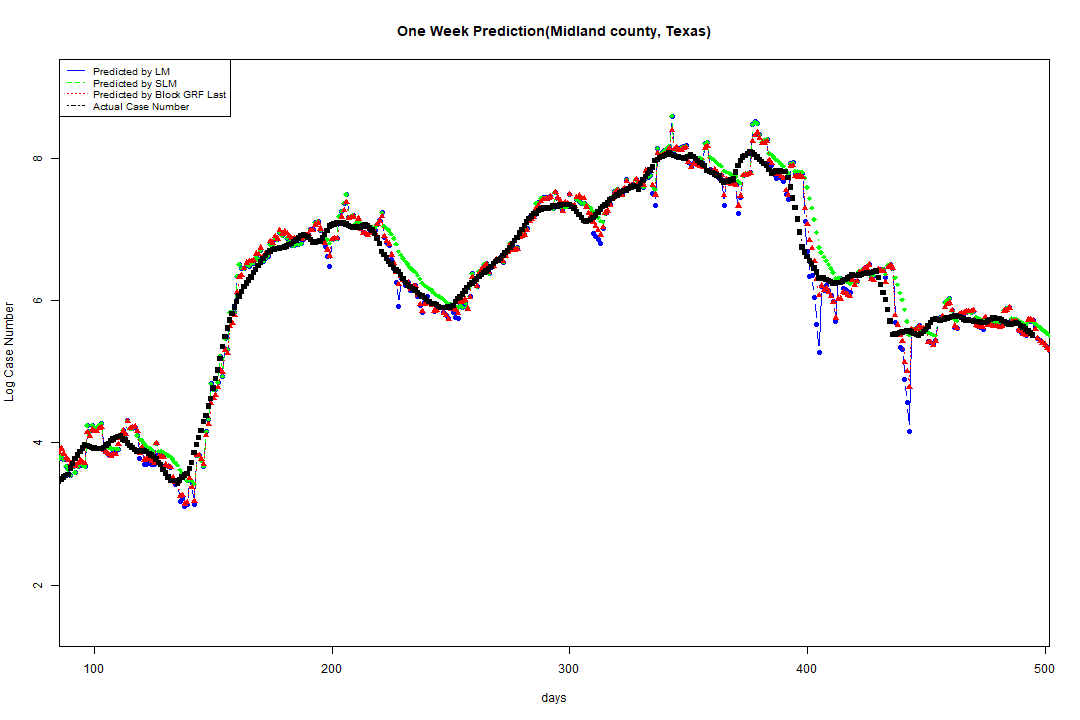 One Week Prediction(Midland county, Texas)
Predicted by LM
Predicted by SLM
Predicted by Block GRF Last
Actual Case Number
8
6
4
2
Log Case Number
100 200 300 400 500
days